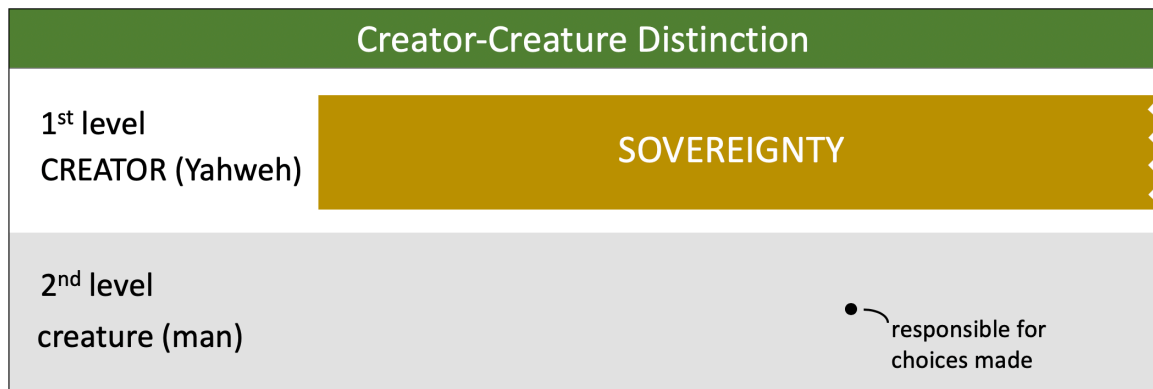 Creator-Creature Distinction
1st level
CREATOR (Yahweh)
SOVEREIGNTY
2nd level
creature (man)
responsible for
choices made